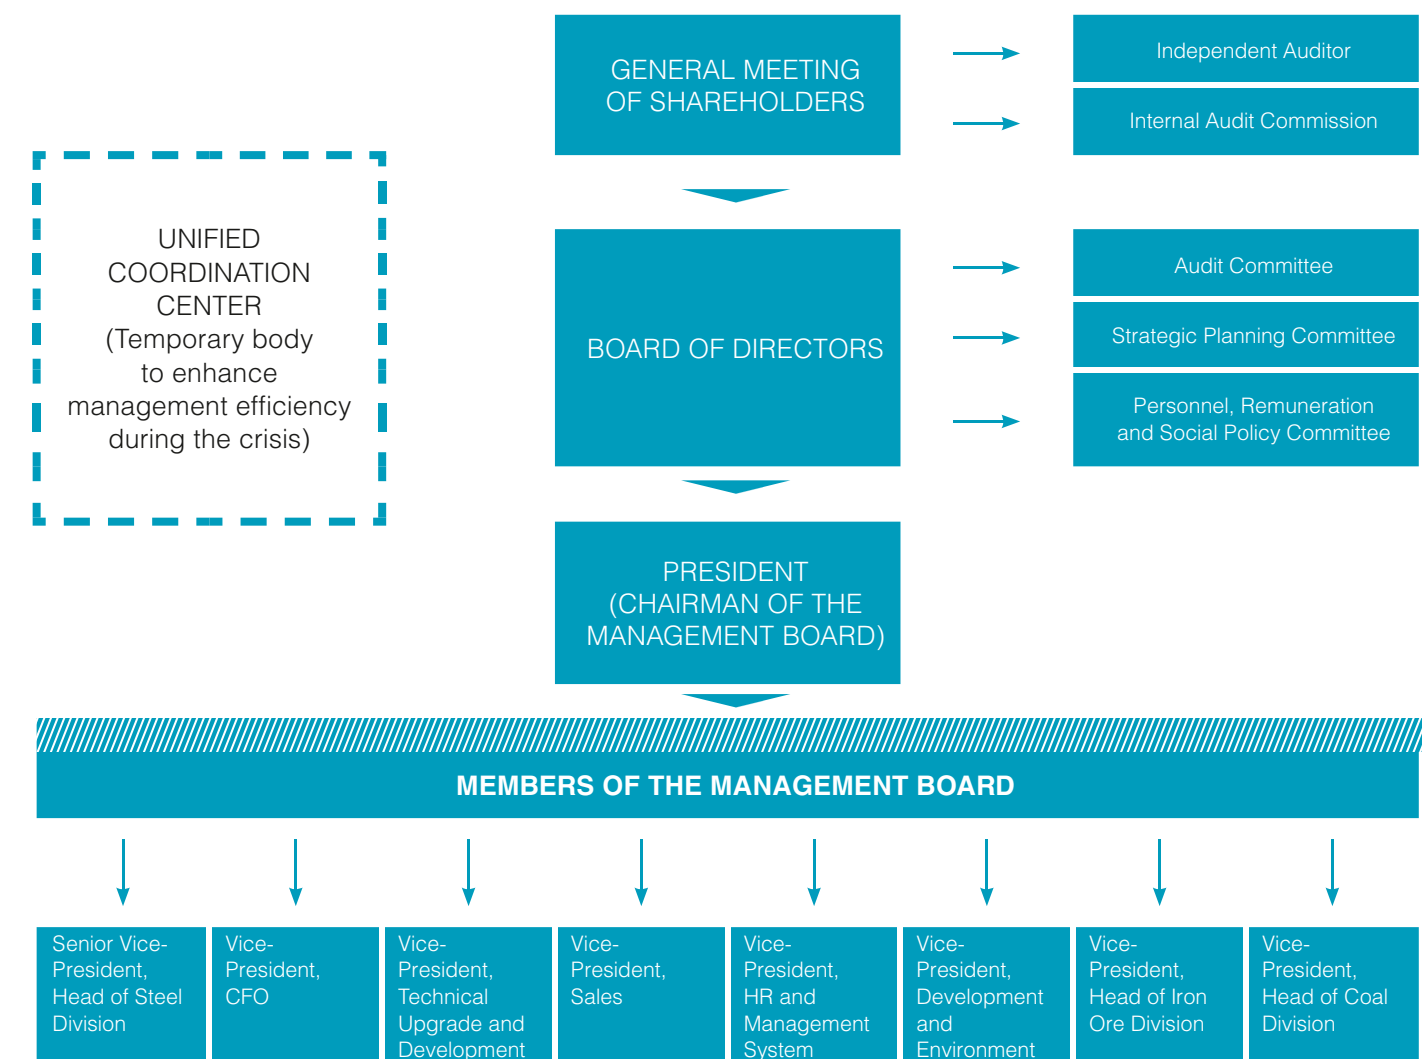 GENERAL MEETING
OF SHAREHOLDERS
Independent Auditor
Internal Audit Commission
UNIFIED
COORDINATION
CENTER
(Temporary body
to enhance
management efficiency
during the crisis)
BOARD OF DIRECTORS
Audit Committee
Strategic Planning Committee
Personnel, Remuneration
and Social Policy Committee
PRESIDENT
(CHAIRMAN OF THE
MANAGEMENT BOARD)
MEMBERS OF THE MANAGEMENT BOARD
Senior Vice-
President,
Head of Steel
Division
Vice-
President,
CFO
Vice-
President,
Technical
Upgrade and
Development
Vice-
President,
Sales
Vice-
President,
HR and
Management
System
Vice-
President,
Development
and
Environment
Vice-
President,
Head of Iron
Ore Division
Vice-
President,
Head of Coal
Division